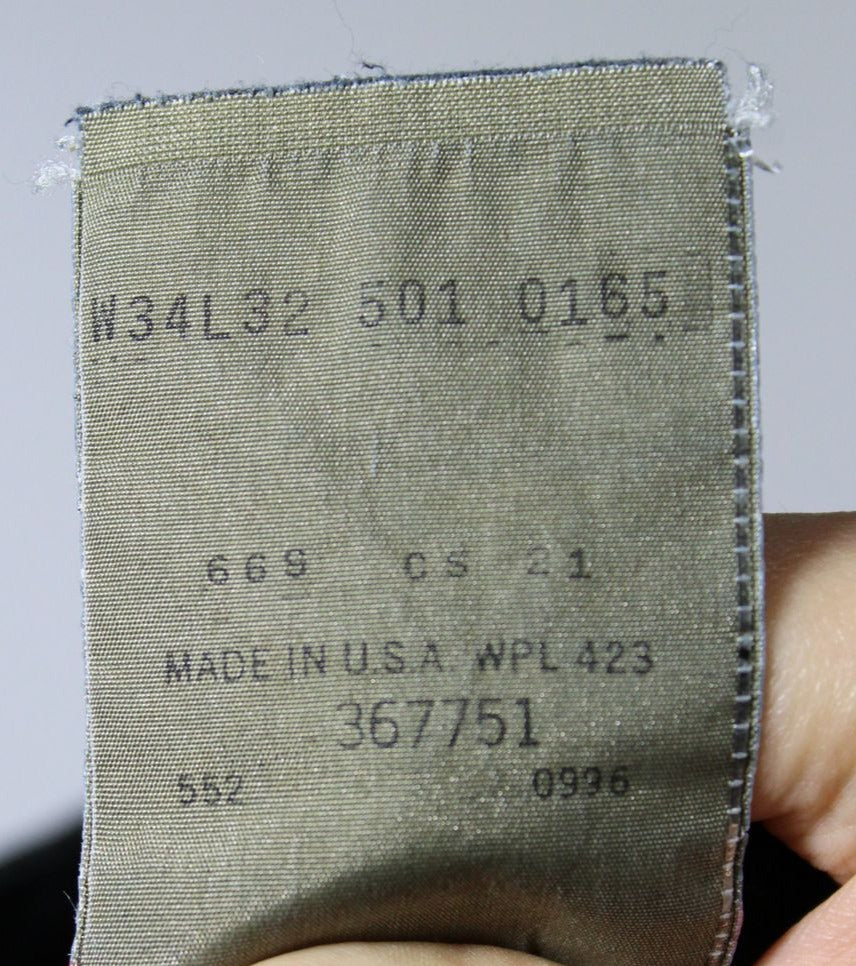 W34L32 501 0165
669 CS 21
MADE IN U.S.A. WPL 423
367751
552 0996